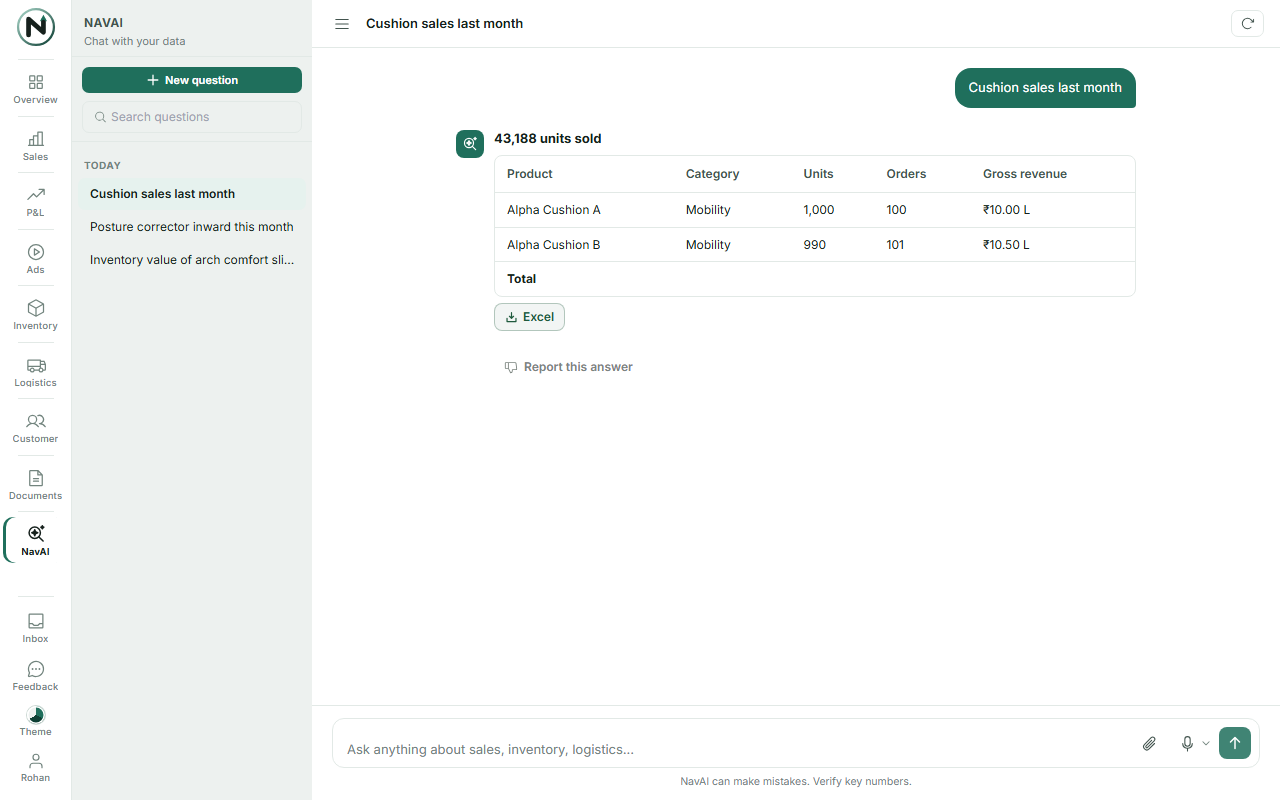 N
NAVAI
Chat with your data
New question
Search questions
TODAY
Cushion sales last month
Posture corrector inward this month
Inventory value of arch comfort sli...
Overview
Sales
P&L
Ads
Inventory
Logistics
Customer
Documents
NavAI
Inbox
Feedback
Theme
Rohan
Cushion sales last month
Cushion sales last month
43,188 units sold
Product Category Units Orders Gross revenue
Alpha Cushion A Mobility 1,000 100 ₹10.00 L
Alpha Cushion B Mobility 990 101 ₹10.50 L
Total
Excel
Report this answer
Ask anything about sales, inventory, logistics...
NavAI can make mistakes. Verify key numbers.